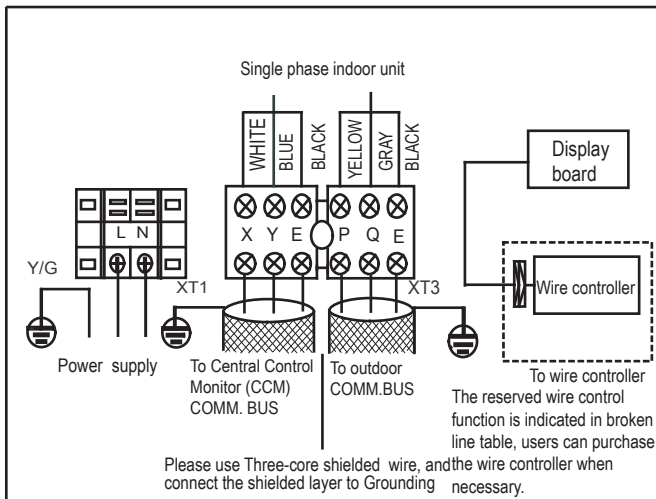 Single phase indoor unit
WHITE
BLUE
BLACK
YELLOW
GRAY
BLACK
Display
board
L N
X Y E P Q E
Y/G
XT1
XT3
Wire controller
Power supply
To Central Control
Monitor (CCM)
COMM. BUS
To outdoor
COMM.BUS
To wire controller
The reserved wire control
function is indicated in broken
line table, users can purchase
the wire controller when
necessary.
Please use Three-core shielded wire, and
connect the shielded layer to Grounding